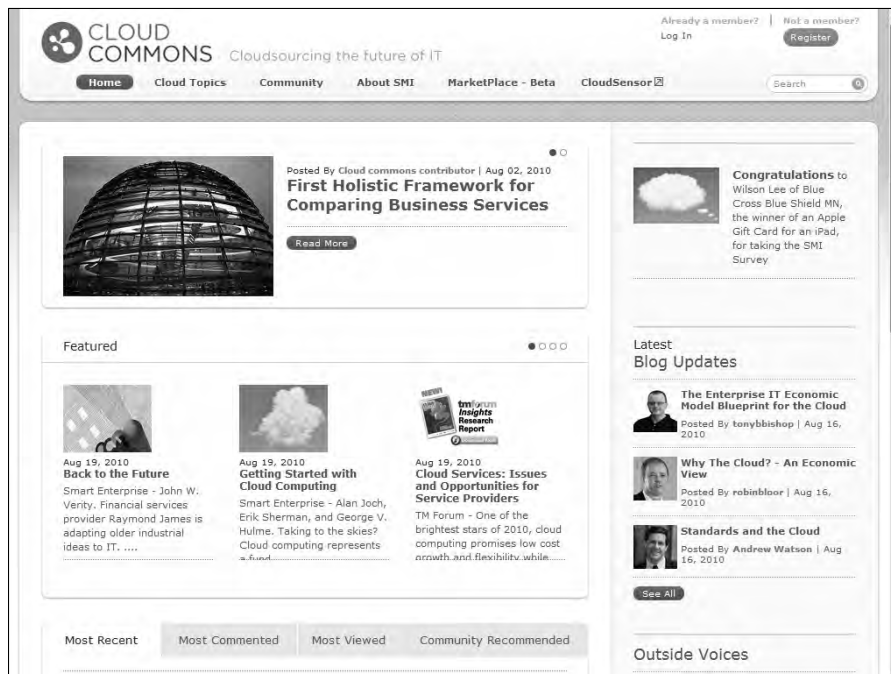 CLOUD
COMMONS
Cloudsourcing the future of IT
Already a member?
Log In
Not a member?
Register
Home Cloud Topics Community About SMI MarketPlace - Beta CloudSensor
Search
Posted By Cloud commons contributor | Aug 02, 2010
First Holistic Framework for
Comparing Business Services
Read More
Congratulations to
Wilson Lee of Blue
Cross Blue Shield MN,
the winner of an Apple
Gift Card for an iPad,
for taking the SMI
Survey
Featured
Aug 19, 2010
Back to the Future
Smart Enterprise - John W.
Verity. Financial services
provider Raymond James is
adapting older industrial
ideas to IT. ....
Aug 19, 2010
Getting Started with
Cloud Computing
Smart Enterprise - Alan Joch,
Erik Sherman, and George V.
Hulme. Taking to the skies?
Cloud computing represents
a fund
NEW!
tmforum
Insights
Research
Report
Aug 19, 2010
Cloud Services: Issues
and Opportunities for
Service Providers
TM Forum - One of the
brightest stars of 2010, cloud
computing promises low cost
growth and flexibility while
Latest
Blog Updates
The Enterprise IT Economic
Model Blueprint for the Cloud
Posted By tonybbishop | Aug 16,
2010
Why The Cloud? - An Economic
View
Posted By robinbloor | Aug 16,
2010
Standards and the Cloud
Posted By Andrew Watson | Aug
16, 2010
See All
Most Recent Most Commented Most Viewed Community Recommended
Outside Voices